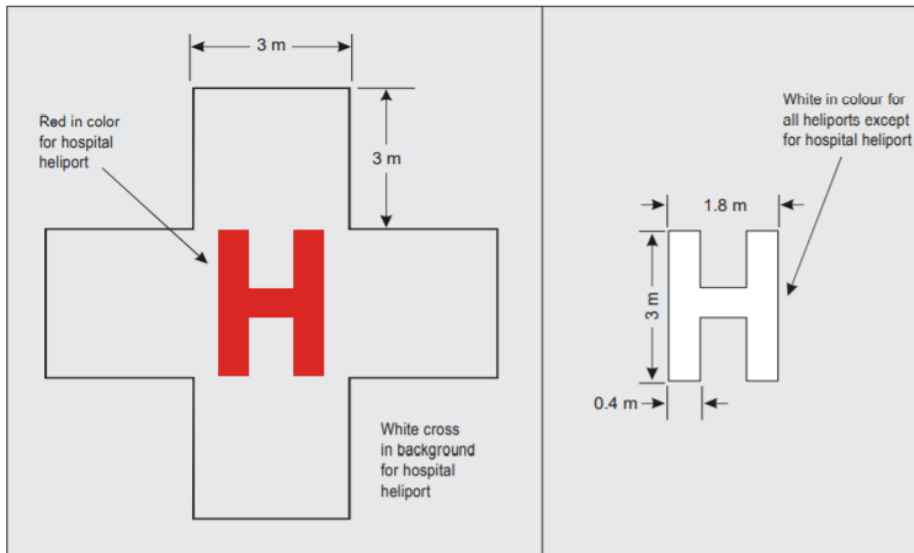 3 m
Red in color
for hospital
heliport
3 m
H
White cross
in background
for hospital
heliport
White in colour for
all heliports except
for hospital heliport
1.8 m
H
3 m
0.4 m